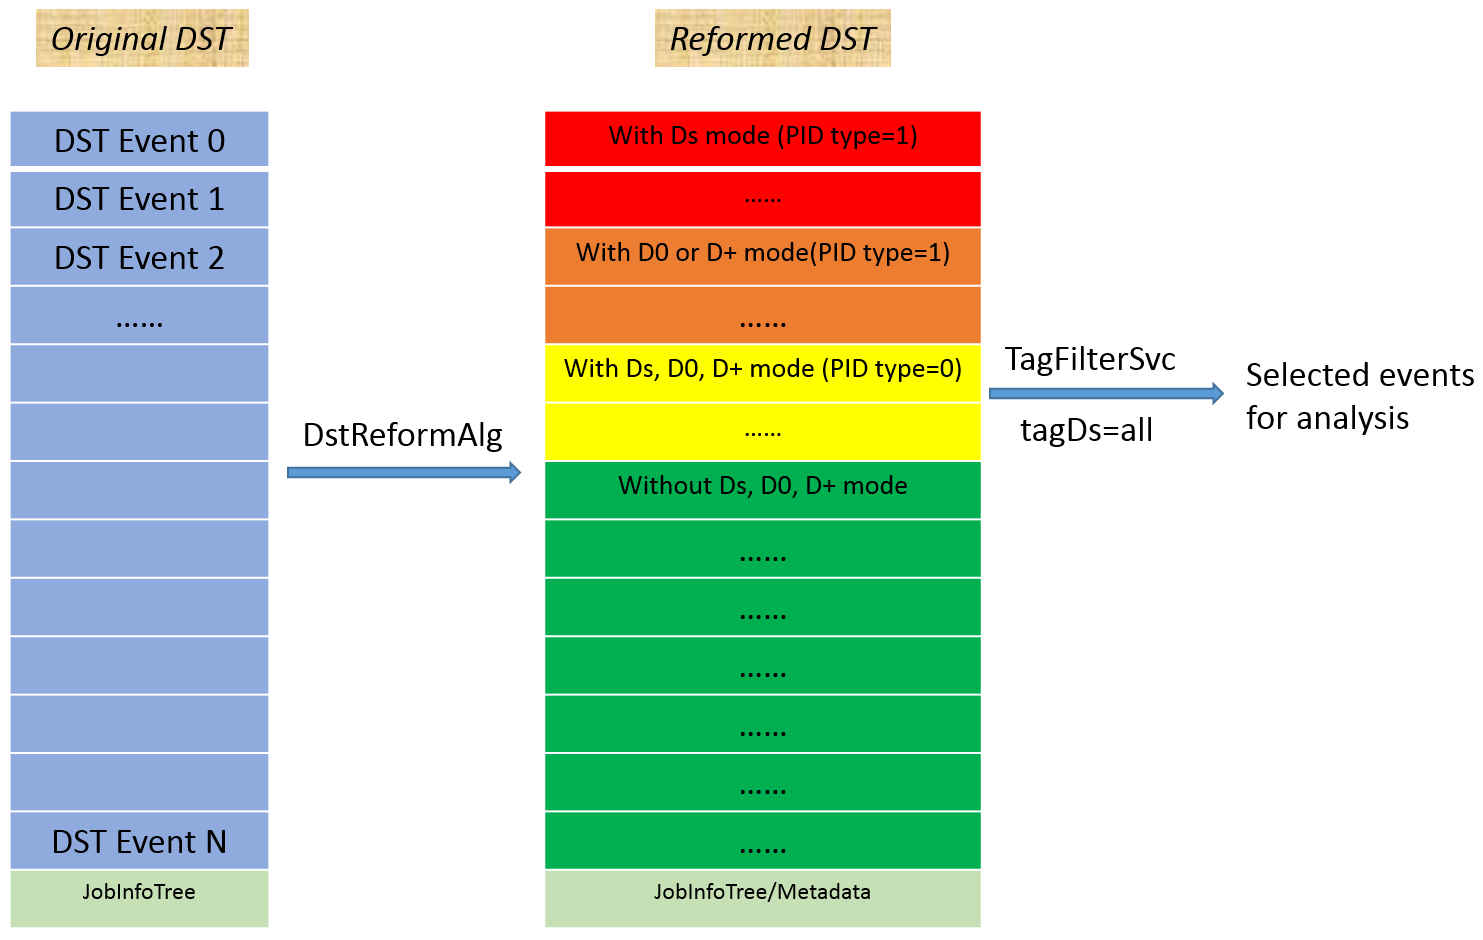 Original DST
Reformed DST
DST Event 0
DST Event 1
DST Event 2
......
DST Event N
JobInfoTree
DstReformAlg
With Ds mode (PID type=1)
......
With D0 or D+ mode(PID type=1)
......
With Ds, D0, D+ mode (PID type=0)
......
Without Ds, D0, D+ mode
......
......
......
......
......
......
JobInfoTree/Metadata
TagFilterSvc
tagDs=all
Selected events
for analysis